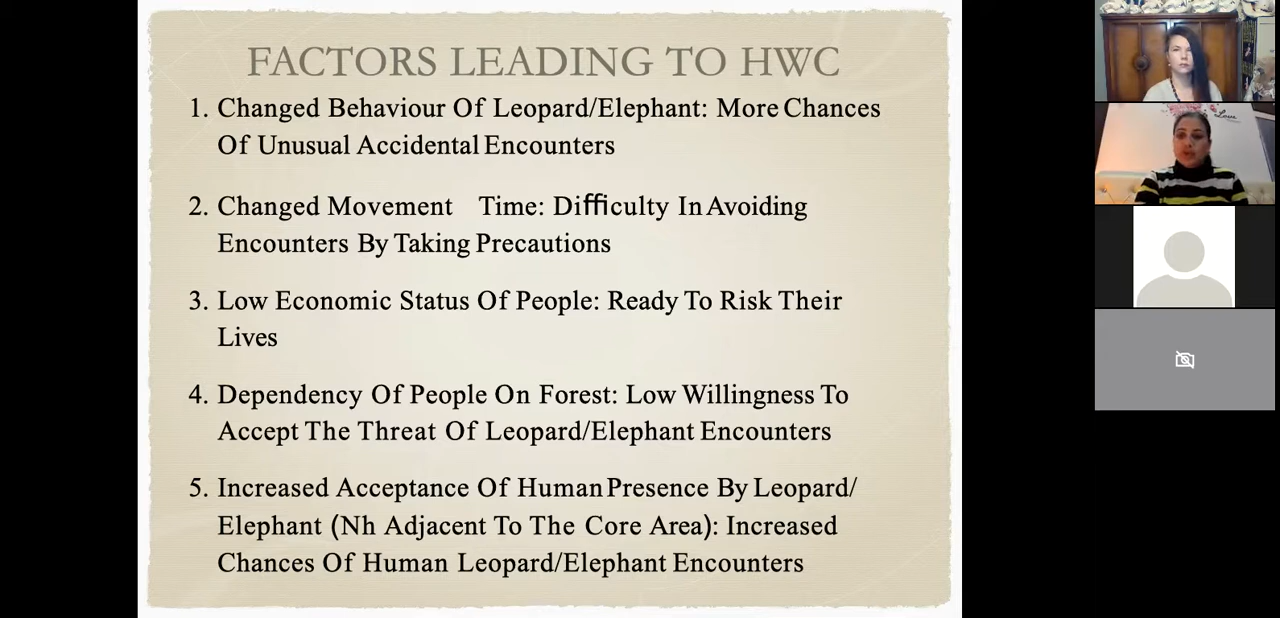 FACTORS LEADING TO HWC
1. Changed Behaviour Of Leopard/Elephant: More Chances
Of Unusual Accidental Encounters
2. Changed Movement Time: Difficulty In Avoiding
Encounters By Taking Precautions
3. Low Economic Status Of People: Ready To Risk Their
Lives
4. Dependency Of People On Forest: Low Willingness To
Accept The Threat Of Leopard/Elephant Encounters
5. Increased Acceptance Of Human Presence By Leopard/
Elephant (Nh Adjacent To The Core Area): Increased
Chances Of Human Leopard/Elephant Encounters
Love